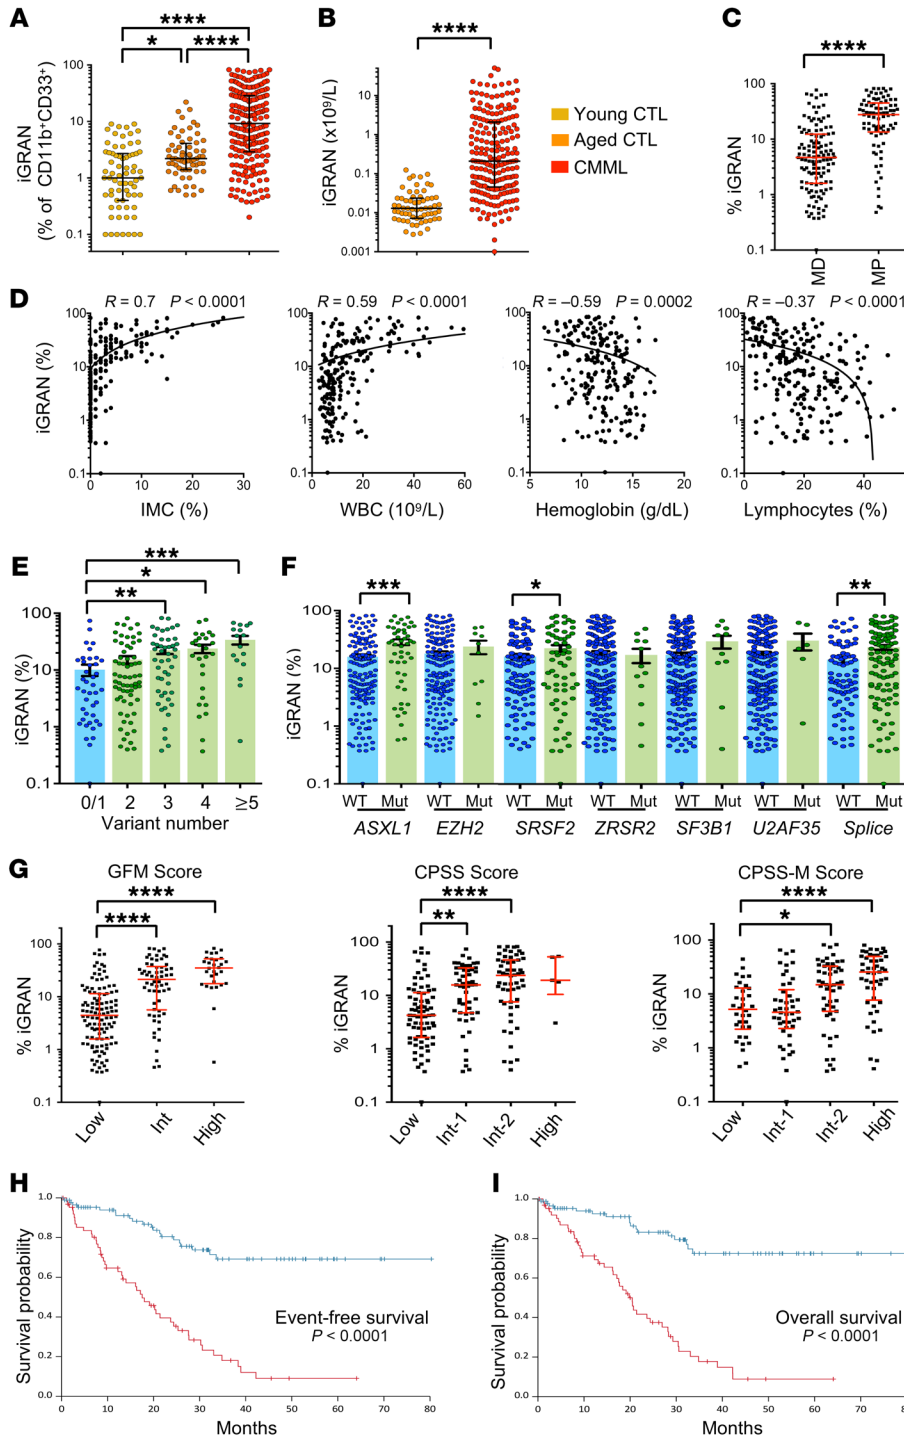 A
****
*
****
iGRAN
(% of CD11b+CD33+)
100
10
1
0.1
B
****
iGRAN (x10⁹/L)
10
1
0.1
0.01
0.001
Young CTL
Aged CTL
CMML
C
****
% iGRAN
100
10
1
0.1
MD
MP
D
R = 0.7 P < 0.0001
iGRAN (%)
100
10
1
0.1
0 10 20 30
IMC (%)
R = 0.59 P < 0.0001
100
10
1
0.1
0 20 40 60
WBC (10⁹/L)
R = –0.59 P = 0.0002
100
10
1
0.1
5 10 15 20
Hemoglobin (g/dL)
R = –0.37 P < 0.0001
100
10
1
0.1
0 20 40
Lymphocytes (%)
E
***
*
**
iGRAN (%)
100
10
1
0.1
0/1 2 3 4 ≥5
Variant number
F
***
*
**
iGRAN (%)
100
10
1
0.1
WT Mut WT Mut WT Mut WT Mut WT Mut WT Mut WT Mut
ASXL1 EZH2 SRSF2 ZRSR2 SF3B1 U2AF35 Splice
G
GFM Score
****
****
% iGRAN
100
10
1
0.1
Low Int High
CPSS Score
****
**
% iGRAN
100
10
1
0.1
Low Int-1 Int-2 High
CPSS-M Score
****
*
% iGRAN
100
10
1
0.1
Low Int-1 Int-2 High
H
Survival probability
1.0
0.8
0.6
0.4
0.2
0.0
Event-free survival
P < 0.0001
0 10 20 30 40 50 60 70 80
Months
I
Survival probability
1.0
0.8
0.6
0.4
0.2
0.0
Overall survival
P < 0.0001
0 10 20 30 40 50 60 70 80
Months